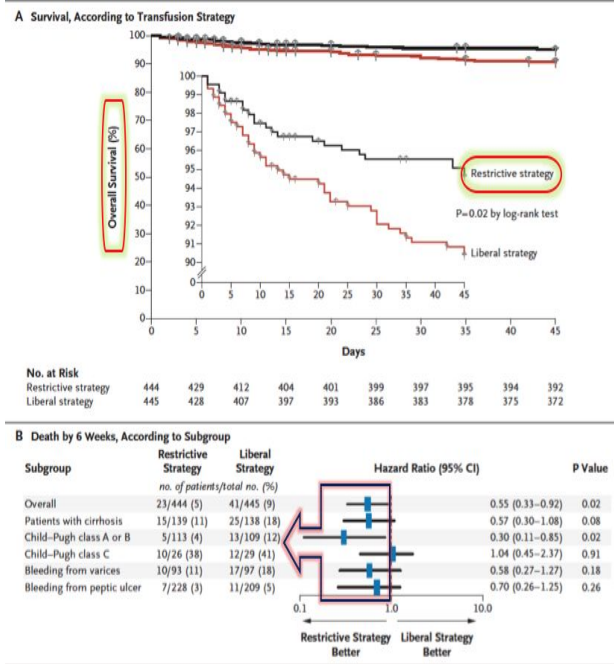 A Survival, According to Transfusion Strategy
Overall Survival (%)
100
90
80
70
60
50
40
30
20
10
0
100
99
98
97
96
95
94
93
92
91
90
0
Restrictive strategy
P=0.02 by log-rank test
Liberal strategy
0 5 10 15 20 25 30 35 40 45
0 5 10 15 20 25 30 35 40 45
Days
No. at Risk
Restrictive strategy 444 429 412 404 401 399 397 395 394 392
Liberal strategy 445 428 407 397 393 386 383 378 375 372
B Death by 6 Weeks, According to Subgroup
Subgroup Restrictive Strategy Liberal Strategy Hazard Ratio (95% CI) P Value
no. of patients/total no. (%)
Overall 23/444 (5) 41/445 (9) 0.55 (0.33–0.92) 0.02
Patients with cirrhosis 15/139 (11) 25/138 (18) 0.57 (0.30–1.08) 0.08
Child–Pugh class A or B 5/113 (4) 13/109 (12) 0.30 (0.11–0.85) 0.02
Child–Pugh class C 10/26 (38) 12/29 (41) 1.04 (0.45–2.37) 0.91
Bleeding from varices 10/93 (11) 17/97 (18) 0.58 (0.27–1.27) 0.18
Bleeding from peptic ulcer 7/228 (3) 11/209 (5) 0.70 (0.26–1.25) 0.26
0.1 1.0 10.0
Restrictive Strategy Better Liberal Strategy Better